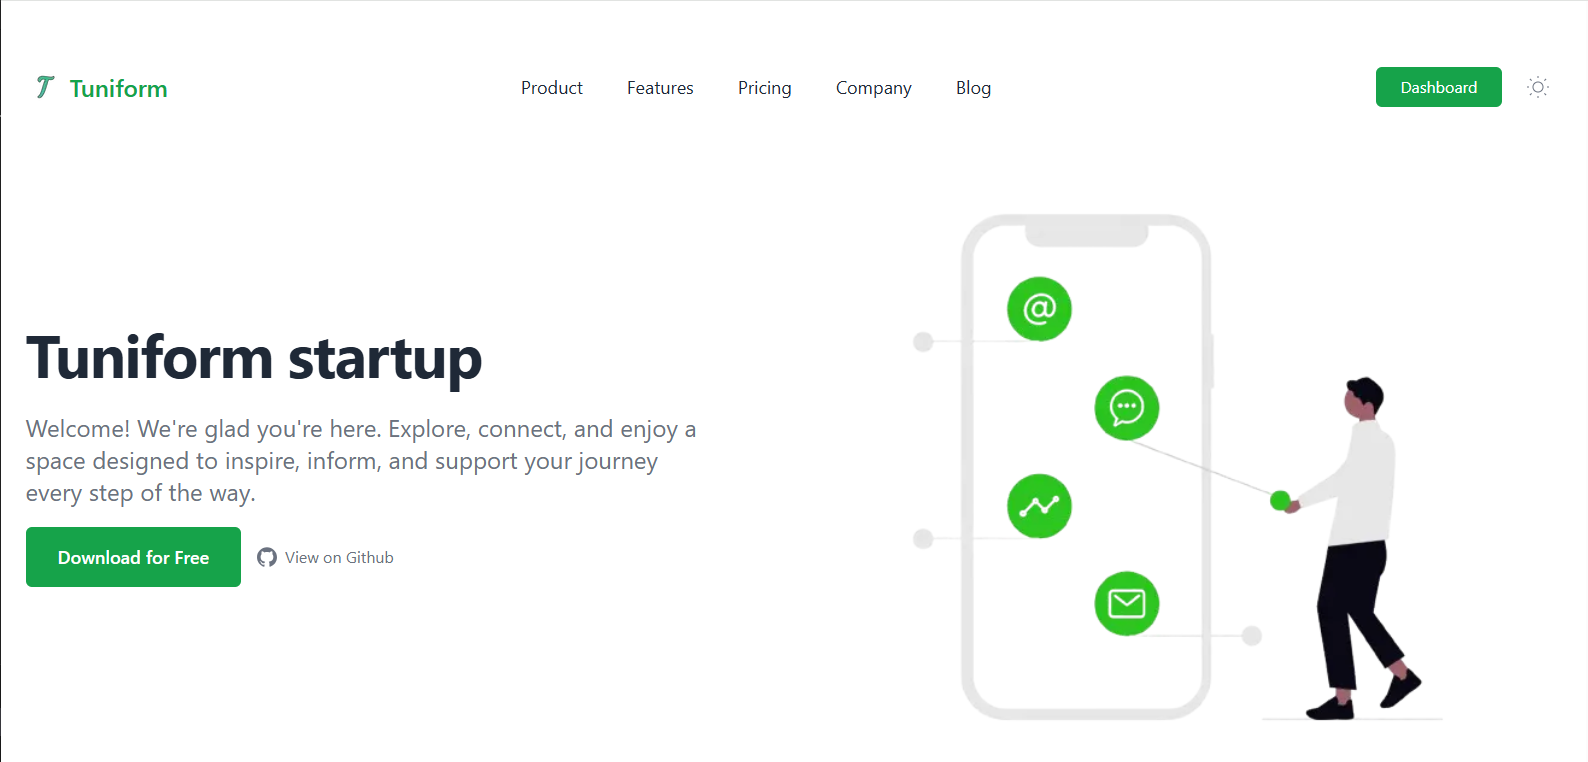 Tuniform
Product Features Pricing Company Blog
Dashboard
Tuniform startup
Welcome! We're glad you're here. Explore, connect, and enjoy a
space designed to inspire, inform, and support your journey
every step of the way.
Download for Free
View on Github